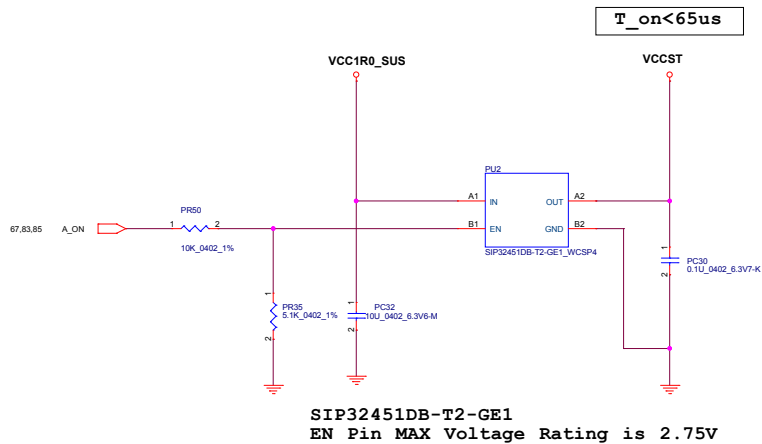 T_on<65us
VCC1R0_SUS
VCCST
PU2
A1 IN OUT A2
PR50
67,83,85 A_ON 1 2 B1 EN GND B2
10K_0402_1%
SIP32451DB-T2-GE1_WCSP4
1
PC30
0.1U_0402_6.3V7-K
2
1
PR35
5.1K_0402_1%
2
1
PC32
10U_0402_6.3V6-M
2
SIP32451DB-T2-GE1
EN Pin MAX Voltage Rating is 2.75V